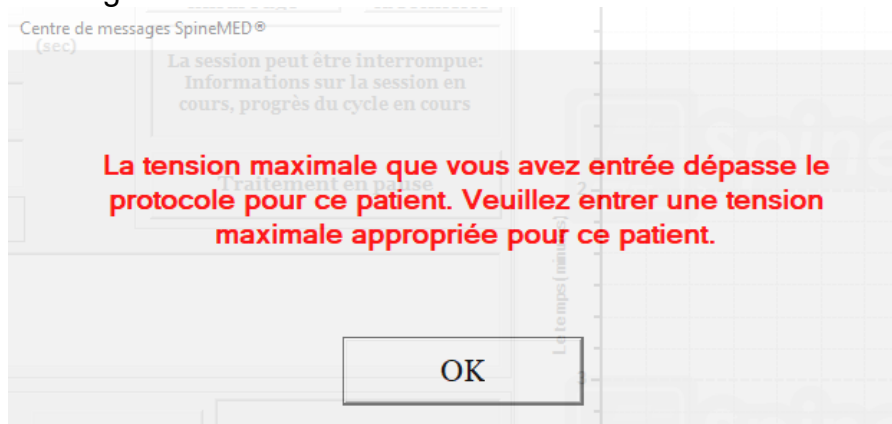 Centre de messages SpineMED®
(sec)
La session peut être interrompue:
Informations sur la session en
cours, progrès du cycle en cours
La tension maximale que vous avez entrée dépasse le
Traitement en pause
protocole pour ce patient. Veuillez entrer une tension
maximale appropriée pour ce patient.
2
Le temps (minutes)
OK
3